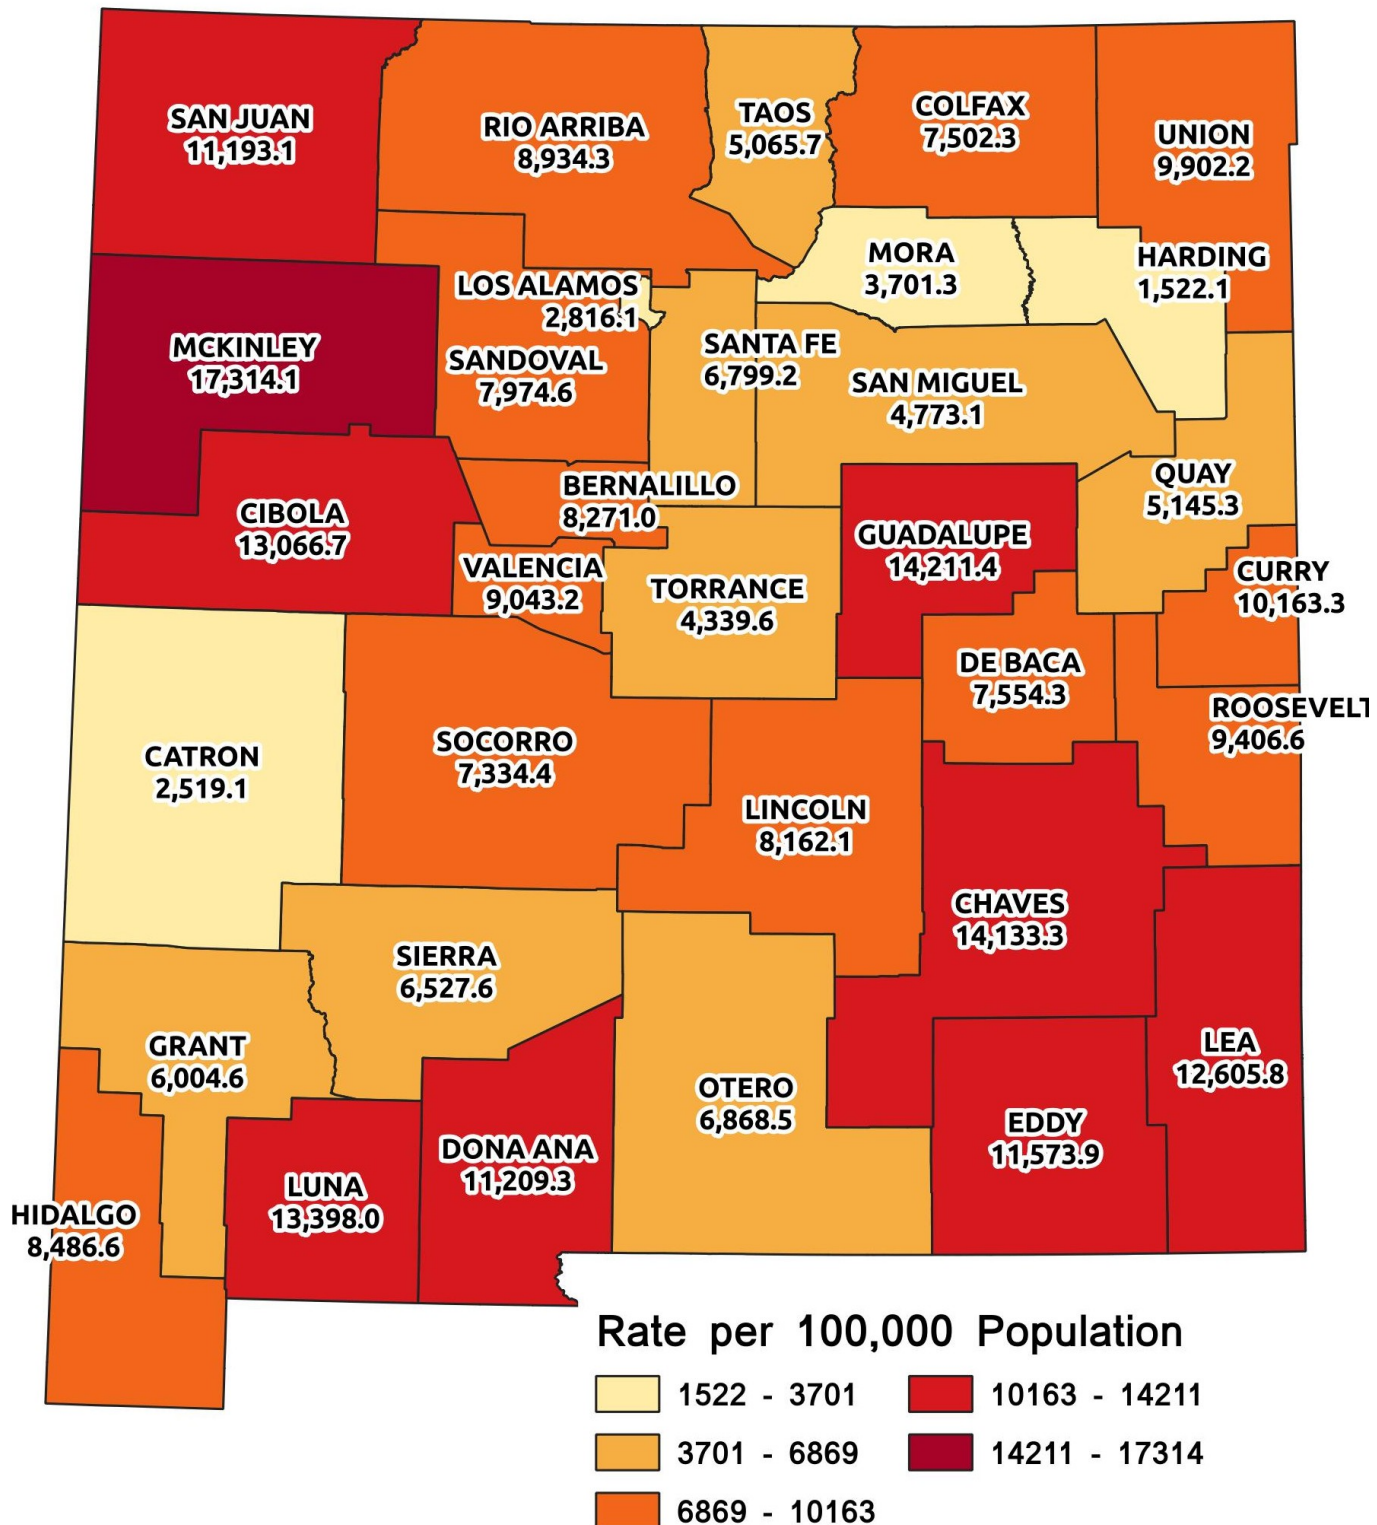 SAN JUAN
11,193.1
RIO ARRIBA
8,934.3
TAOS
5,065.7
COLFAX
7,502.3
UNION
9,902.2
MORA
3,701.3
HARDING
1,522.1
LOS ALAMOS
2,816.1
MCKINLEY
17,314.1
SANDOVAL
7,974.6
SANTA FE
6,799.2
SAN MIGUEL
4,773.1
QUAY
5,145.3
BERNALILLO
8,271.0
CIBOLA
13,066.7
GUADALUPE
14,211.4
VALENCIA
9,043.2
TORRANCE
4,339.6
CURRY
10,163.3
DE BACA
7,554.3
ROOSEVELT
9,406.6
CATRON
2,519.1
SOCORRO
7,334.4
LINCOLN
8,162.1
CHAVES
14,133.3
SIERRA
6,527.6
GRANT
6,004.6
OTERO
6,868.5
LEA
12,605.8
EDDY
11,573.9
DONA ANA
11,209.3
LUNA
13,398.0
HIDALGO
8,486.6
Rate per 100,000 Population
1522 - 3701
3701 - 6869
6869 - 10163
10163 - 14211
14211 - 17314